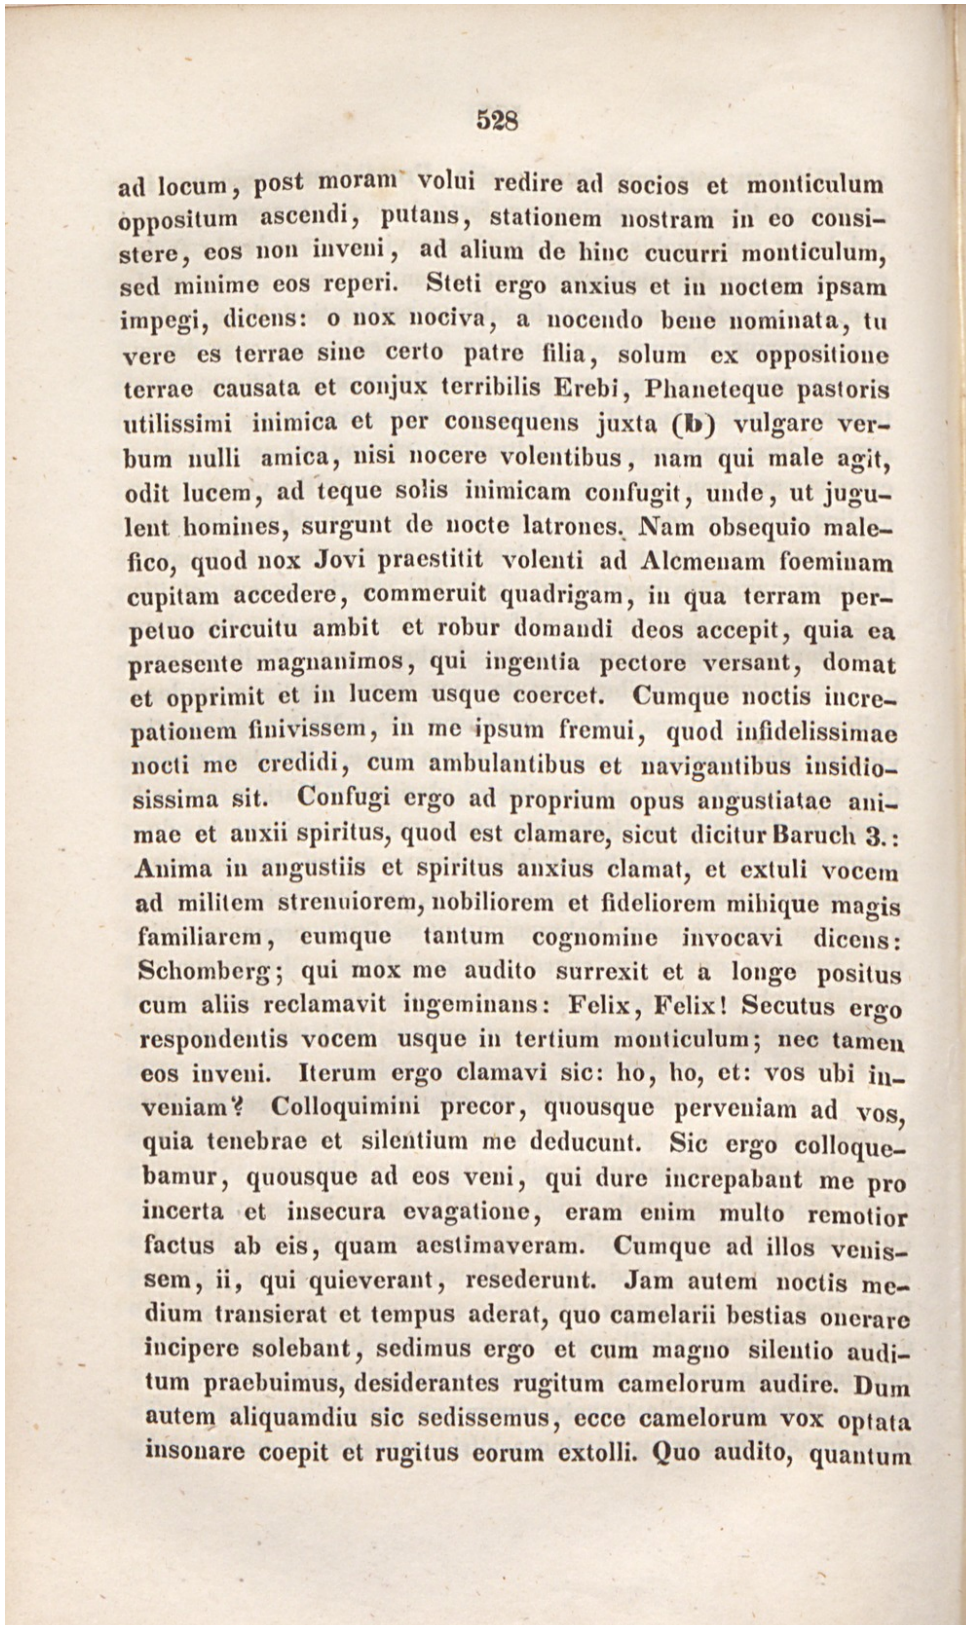 528
ad locum, post moram volui redire ad socios et monticulum
oppositum ascendi, putans, stationem nostram in eo consi-
stere, eos non inveni, ad alium de hinc cucurri monticulum,
sed minime eos reperi. Steti ergo anxius et in noctem ipsam
impegi, dicens: o nox nociva, a nocendo bene nominata, tu
vere es terrae sine certo patre filia, solum ex oppositione
terrae causata et conjux terribilis Erebi, Phaneteque pastoris
utilissimi inimica et per consequens juxta (b) vulgare ver-
bum nulli amica, nisi nocere volentibus, nam qui male agit,
odit lucem, ad teque solis inimicam confugit, unde, ut jugu-
lent homines, surgunt de nocte latrones. Nam obsequio male-
fico, quod nox Jovi praestitit volenti ad Alcmenam foeminam
cupitam accedere, commeruit quadrigam, in qua terram per-
petuo circuitu ambit et robur domandi deos accepit, quia ea
praesente magnanimos, qui ingentia pectore versant, domat
et opprimit et in lucem usque coercet. Cumque noctis incre-
pationem finivissem, in me ipsum fremui, quod infidelissimae
nocti me credidi, cum ambulantibus et navigantibus insidio-
sissima sit. Confugi ergo ad proprium opus angustiatae ani-
mae et anxii spiritus, quod est clamare, sicut dicitur Baruch 3.:
Anima in angustiis et spiritus anxius clamat, et extuli vocem
ad militem strenuiorem, nobiliorem et fideliorem mihique magis
familiarem, eumque tantum cognomine invocavi dicens:
Schomberg; qui mox me audito surrexit et a longe positus
cum aliis reclamavit ingeminans: Felix, Felix! Secutus ergo
respondentis vocem usque in tertium monticulum; nec tamen
eos inveni. Iterum ergo clamavi sic: ho, ho, et: vos ubi in-
veniam? Colloquimini precor, quousque perveniam ad vos,
quia tenebrae et silentium me deducunt. Sic ergo colloque-
bamur, quousque ad eos veni, qui dure increpabant me pro
incerta et insecura evagatione, eram enim multo remotior
factus ab eis, quam aestimaveram. Cumque ad illos venis-
sem, ii, qui quieverant, resederunt. Jam autem noctis me-
dium transierat et tempus aderat, quo camelarii bestias onerare
incipere solebant, sedimus ergo et cum magno silentio audi-
tum praebuimus, desiderantes rugitum camelorum audire. Dum
autem aliquamdiu sic sedissemus, ecce camelorum vox optata
insonare coepit et rugitus eorum extolli. Quo audito, quantum